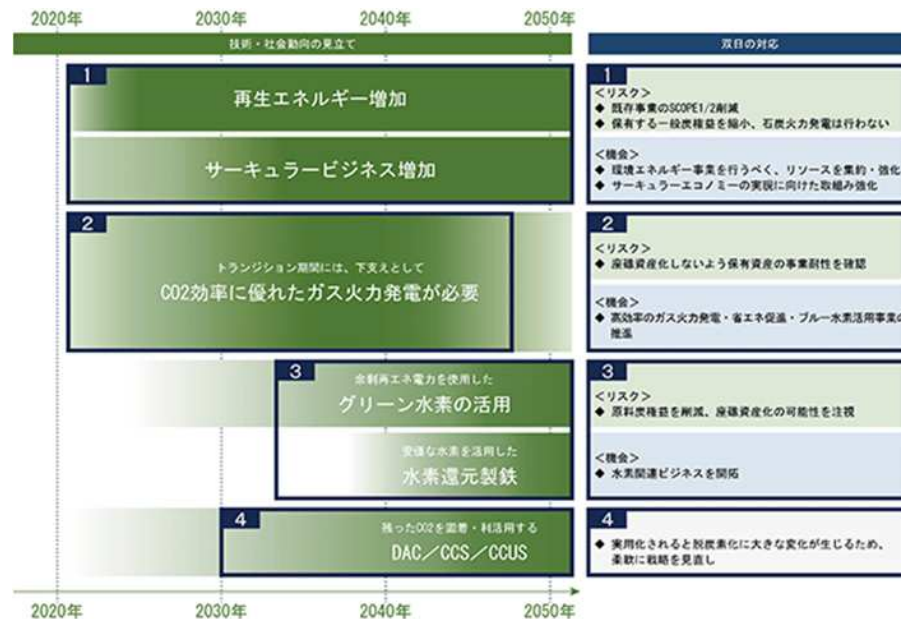 2020年 2030年 2040年 2050年
技術・社会動向の見立て
双日の対応
1
再生エネルギー増加
サーキュラービジネス増加
1
＜リスク＞
◆ 既存事業のSCOPE1/2削減
◆ 保有する一般炭権益を縮小、石炭火力発電は行わない
＜機会＞
◆ 環境エネルギー事業を行うべく、リソースを集約・強化
◆ サーキュラーエコノミーの実現に向けた取組み強化
2
トランジション期間には、下支えとして
CO2効率に優れたガス火力発電が必要
2
＜リスク＞
◆ 座礁資産化しないよう保有資産の事業耐性を確認
＜機会＞
◆ 高効率のガス火力発電・省エネ促進・ブルー水素活用事業の
推進
3
余剰再エネ電力を使用した
グリーン水素の活用
安価な水素を活用した
水素還元製鉄
3
＜リスク＞
◆ 原料炭権益を削減、座礁資産化の可能性を注視
＜機会＞
◆ 水素関連ビジネスを開拓
4
残ったCO2を固着・利活用する
DAC／CCS／CCUS
4
◆ 実用化されると脱炭素化に大きな変化が生じるため、
柔軟に戦略を見直し
2020年 2030年 2040年 2050年